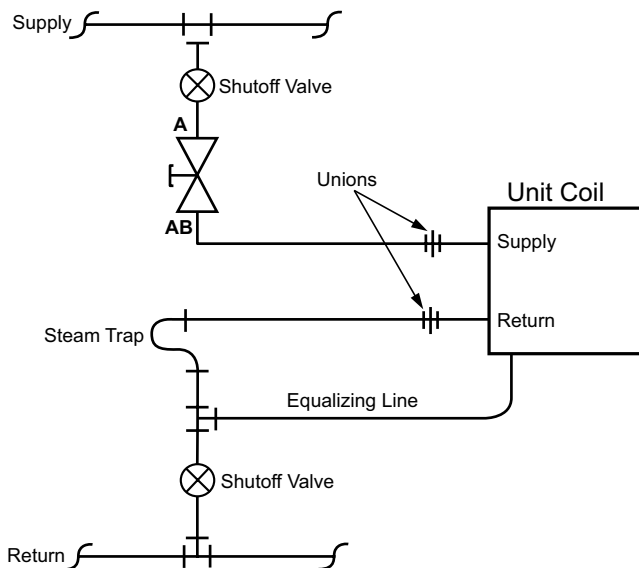 Supply
Shutoff Valve
A
AB
Unions
Unit Coil
Supply
Return
Steam Trap
Equalizing Line
Shutoff Valve
Return